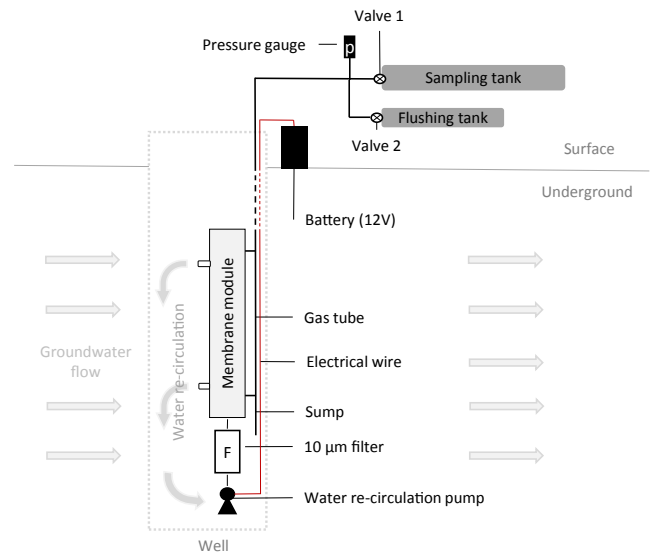 Valve 1
Pressure gauge
p
Sampling tank
Flushing tank
Valve 2
Surface
Underground
Battery (12V)
Membrane module
Water re-circulation
Gas tube
Groundwater
flow
Electrical wire
Sump
F
10 µm filter
Water re-circulation pump
Well